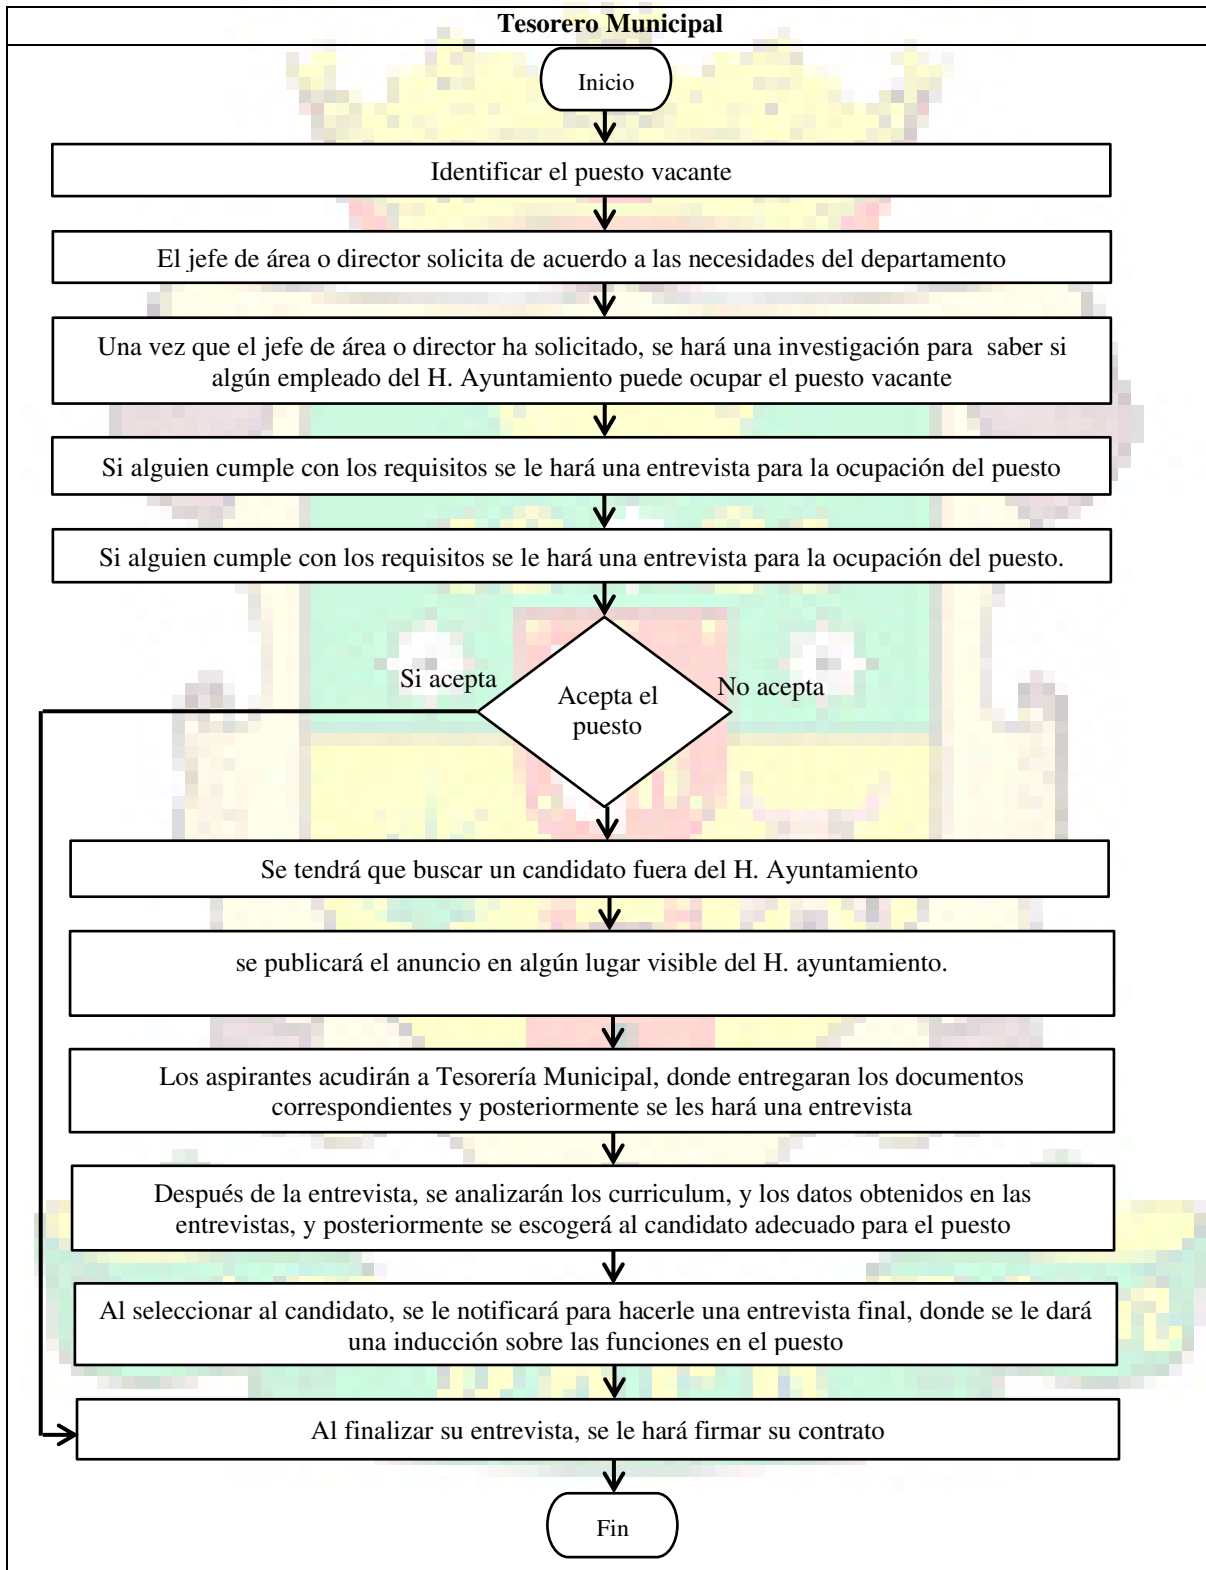 Tesorero Municipal
Inicio
Identificar el puesto vacante
El jefe de área o director solicita de acuerdo a las necesidades del departamento
Una vez que el jefe de área o director ha solicitado, se hará una investigación para  saber si
algún empleado del H. Ayuntamiento puede ocupar el puesto vacante
Si alguien cumple con los requisitos se le hará una entrevista para la ocupación del puesto
Si alguien cumple con los requisitos se le hará una entrevista para la ocupación del puesto.
Si acepta
No acepta
Acepta el
puesto
Se tendrá que buscar un candidato fuera del H. Ayuntamiento
se publicará el anuncio en algún lugar visible del H. ayuntamiento.
Los aspirantes acudirán a Tesorería Municipal, donde entregaran los documentos
correspondientes y posteriormente se les hará una entrevista
Después de la entrevista, se analizarán los curriculum, y los datos obtenidos en las
entrevistas, y posteriormente se escogerá al candidato adecuado para el puesto
Al seleccionar al candidato, se le notificará para hacerle una entrevista final, donde se le dará
una inducción sobre las funciones en el puesto
Al finalizar su entrevista, se le hará firmar su contrato
Fin